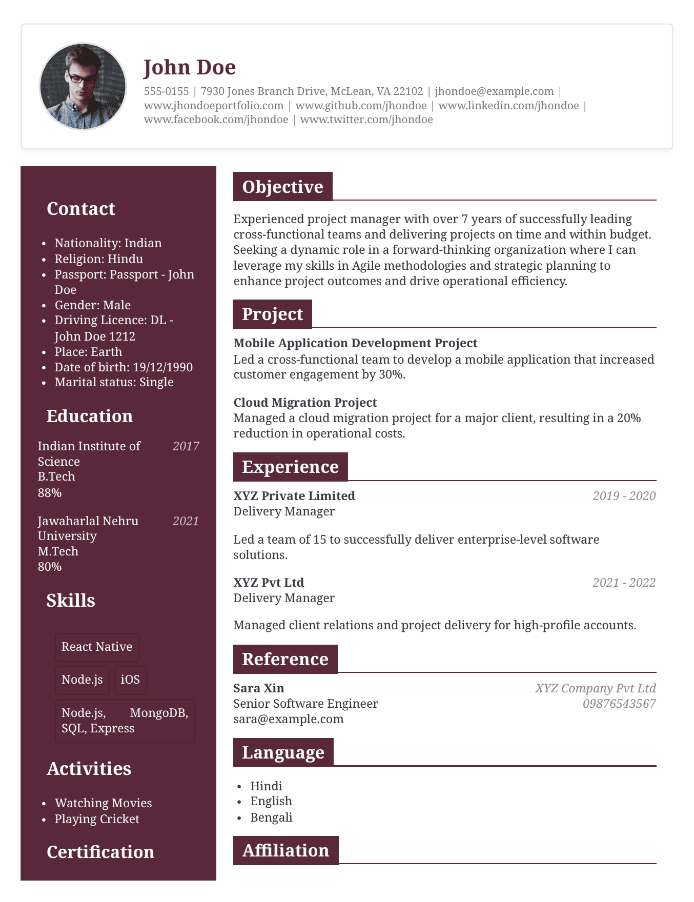 John Doe
555-0155 | 7930 Jones Branch Drive, McLean, VA 22102 | jhondoe@example.com |
www.jhondoeportfolio.com | www.github.com/jhondoe | www.linkedin.com/jhondoe |
www.facebook.com/jhondoe | www.twitter.com/jhondoe
Contact
• Nationality: Indian
• Religion: Hindu
• Passport: Passport - John
Doe
• Gender: Male
• Driving Licence: DL -
John Doe 1212
• Place: Earth
• Date of birth: 19/12/1990
• Marital status: Single
Education
Indian Institute of 2017
Science
B.Tech
88%
Jawaharlal Nehru 2021
University
M.Tech
80%
Skills
React Native
Node.js iOS
Node.js, MongoDB,
SQL, Express
Activities
• Watching Movies
• Playing Cricket
Certification
Objective
Experienced project manager with over 7 years of successfully leading
cross-functional teams and delivering projects on time and within budget.
Seeking a dynamic role in a forward-thinking organization where I can
leverage my skills in Agile methodologies and strategic planning to
enhance project outcomes and drive operational efficiency.
Project
Mobile Application Development Project
Led a cross-functional team to develop a mobile application that increased
customer engagement by 30%.
Cloud Migration Project
Managed a cloud migration project for a major client, resulting in a 20%
reduction in operational costs.
Experience
XYZ Private Limited 2019 - 2020
Delivery Manager
Led a team of 15 to successfully deliver enterprise-level software
solutions.
XYZ Pvt Ltd 2021 - 2022
Delivery Manager
Managed client relations and project delivery for high-profile accounts.
Reference
Sara Xin XYZ Company Pvt Ltd
Senior Software Engineer 09876543567
sara@example.com
Language
• Hindi
• English
• Bengali
Affiliation